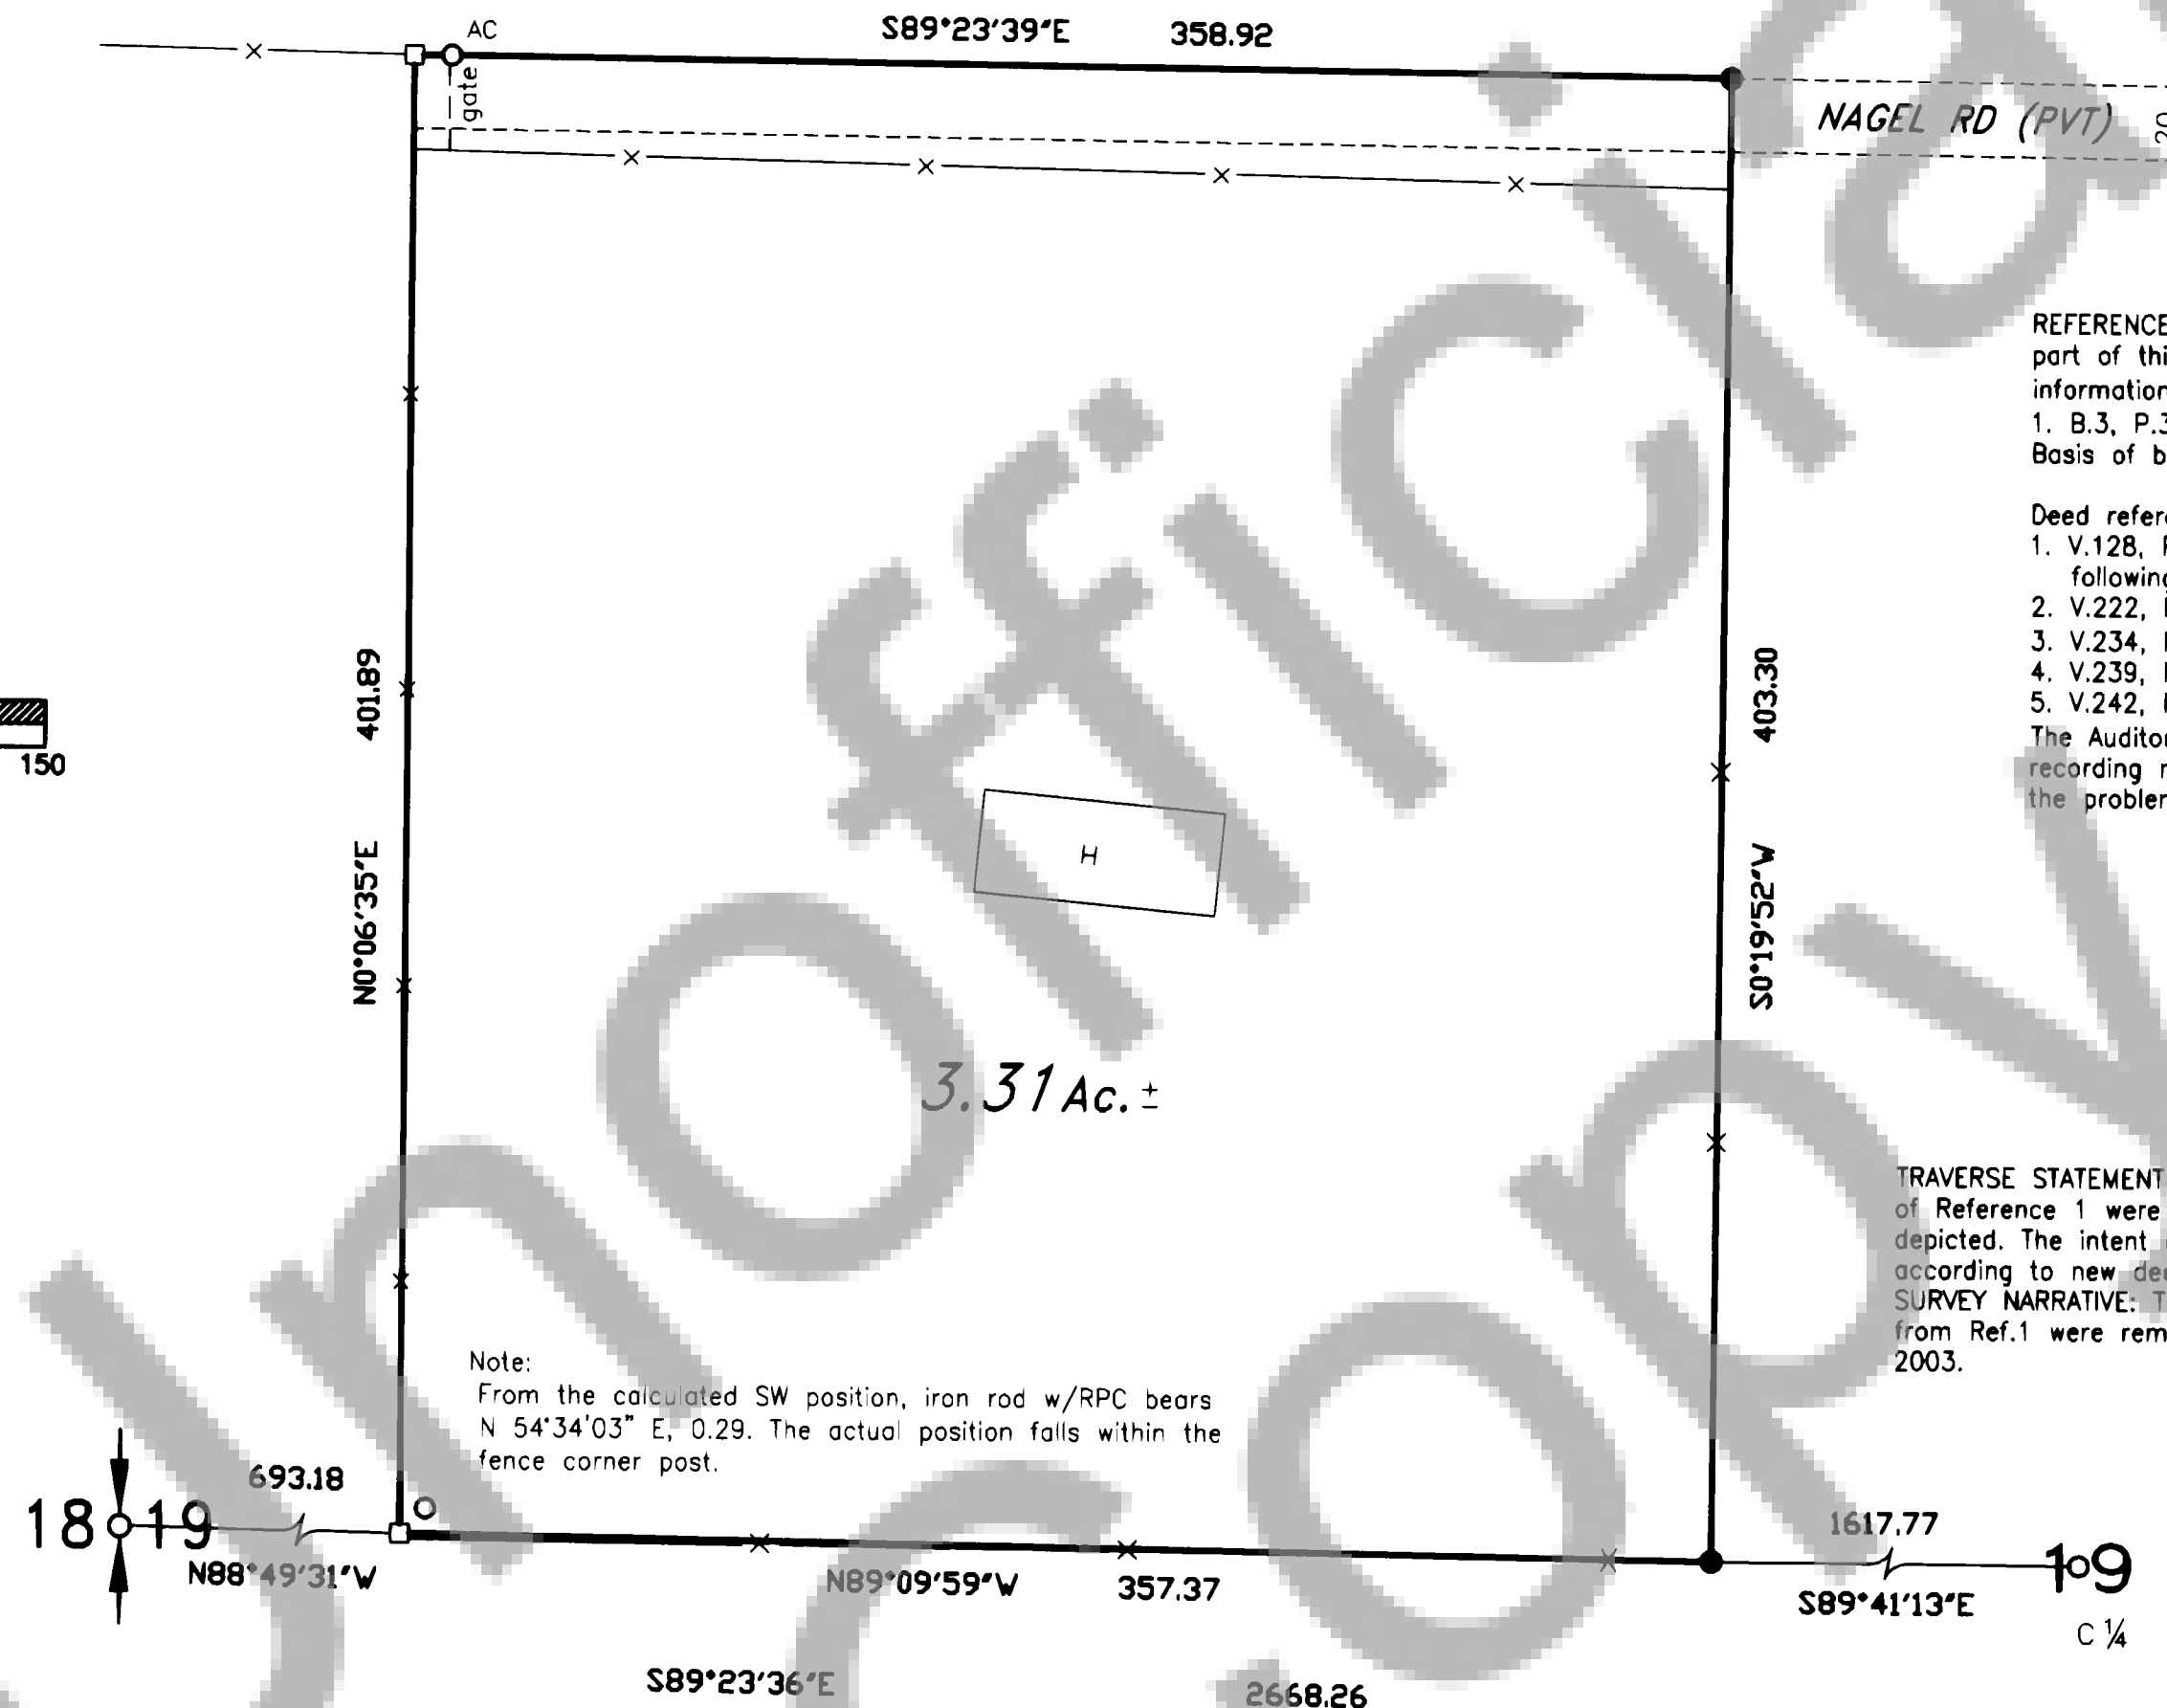 AC
S89°23'39"E 358.92
gate
NAGEL RD (PVT)
20
REFERENCE
part of thi
information
1. B.3, P.3
Basis of b
Deed refere
1. V.128,
following
2. V.222,
3. V.234,
4. V.239,
5. V.242,
The Auditor
recording
the problem
401.89
N0°06'35"E
403.30
S0°19'52"W
150
H
3.31 Ac. ±
TRAVERSE STATEMENT
of Reference 1 were
depicted. The intent
according to new dee
SURVEY NARRATIVE: T
from Ref.1 were rem
2003.
Note:
From the calculated SW position, iron rod w/RPC bears
N 54°34'03" E, 0.29. The actual position falls within the
fence corner post.
693.18
18 19
N88°49'31"W
N89°09'59"W 357.37
1617.77
19
S89°41'13"E
C 1/4
S89°23'36"E 2668.26
Unofficial
Copy